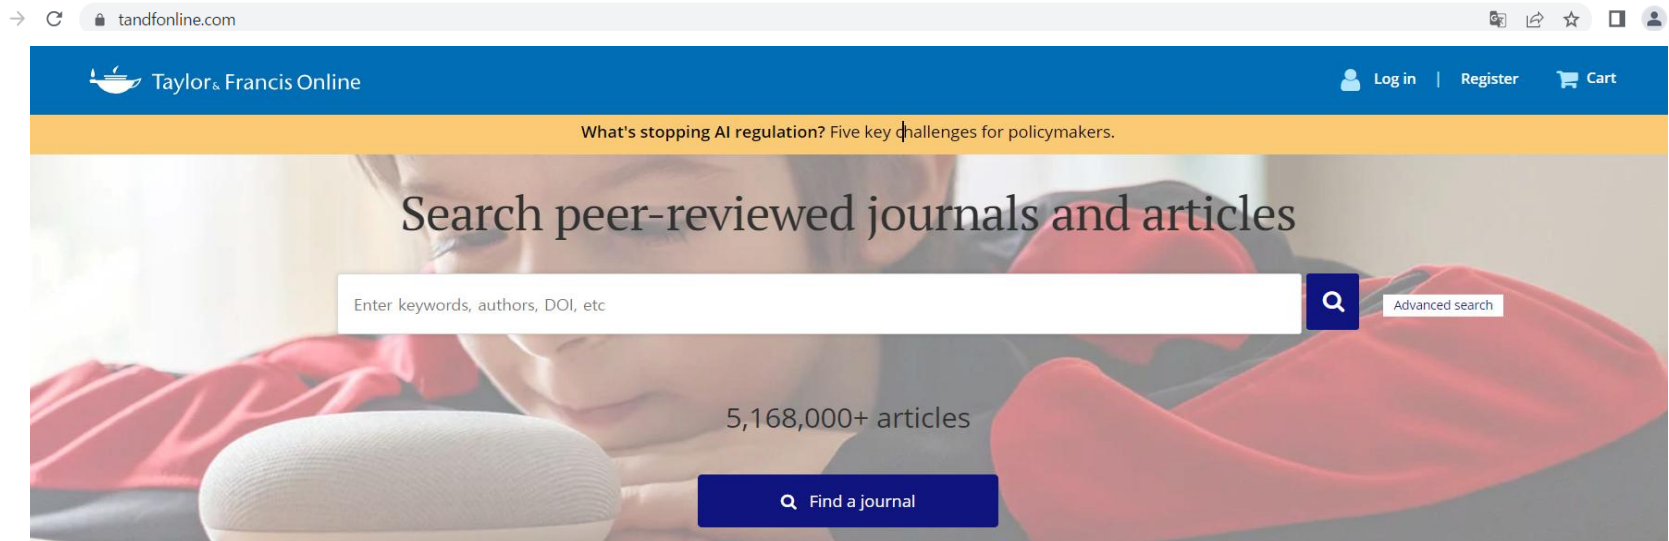 tandfonline.com
Taylor & Francis Online
Log in | Register Cart
What's stopping AI regulation? Five key challenges for policymakers.
Search peer-reviewed journals and articles
Enter keywords, authors, DOI, etc
Advanced search
5,168,000+ articles
Find a journal